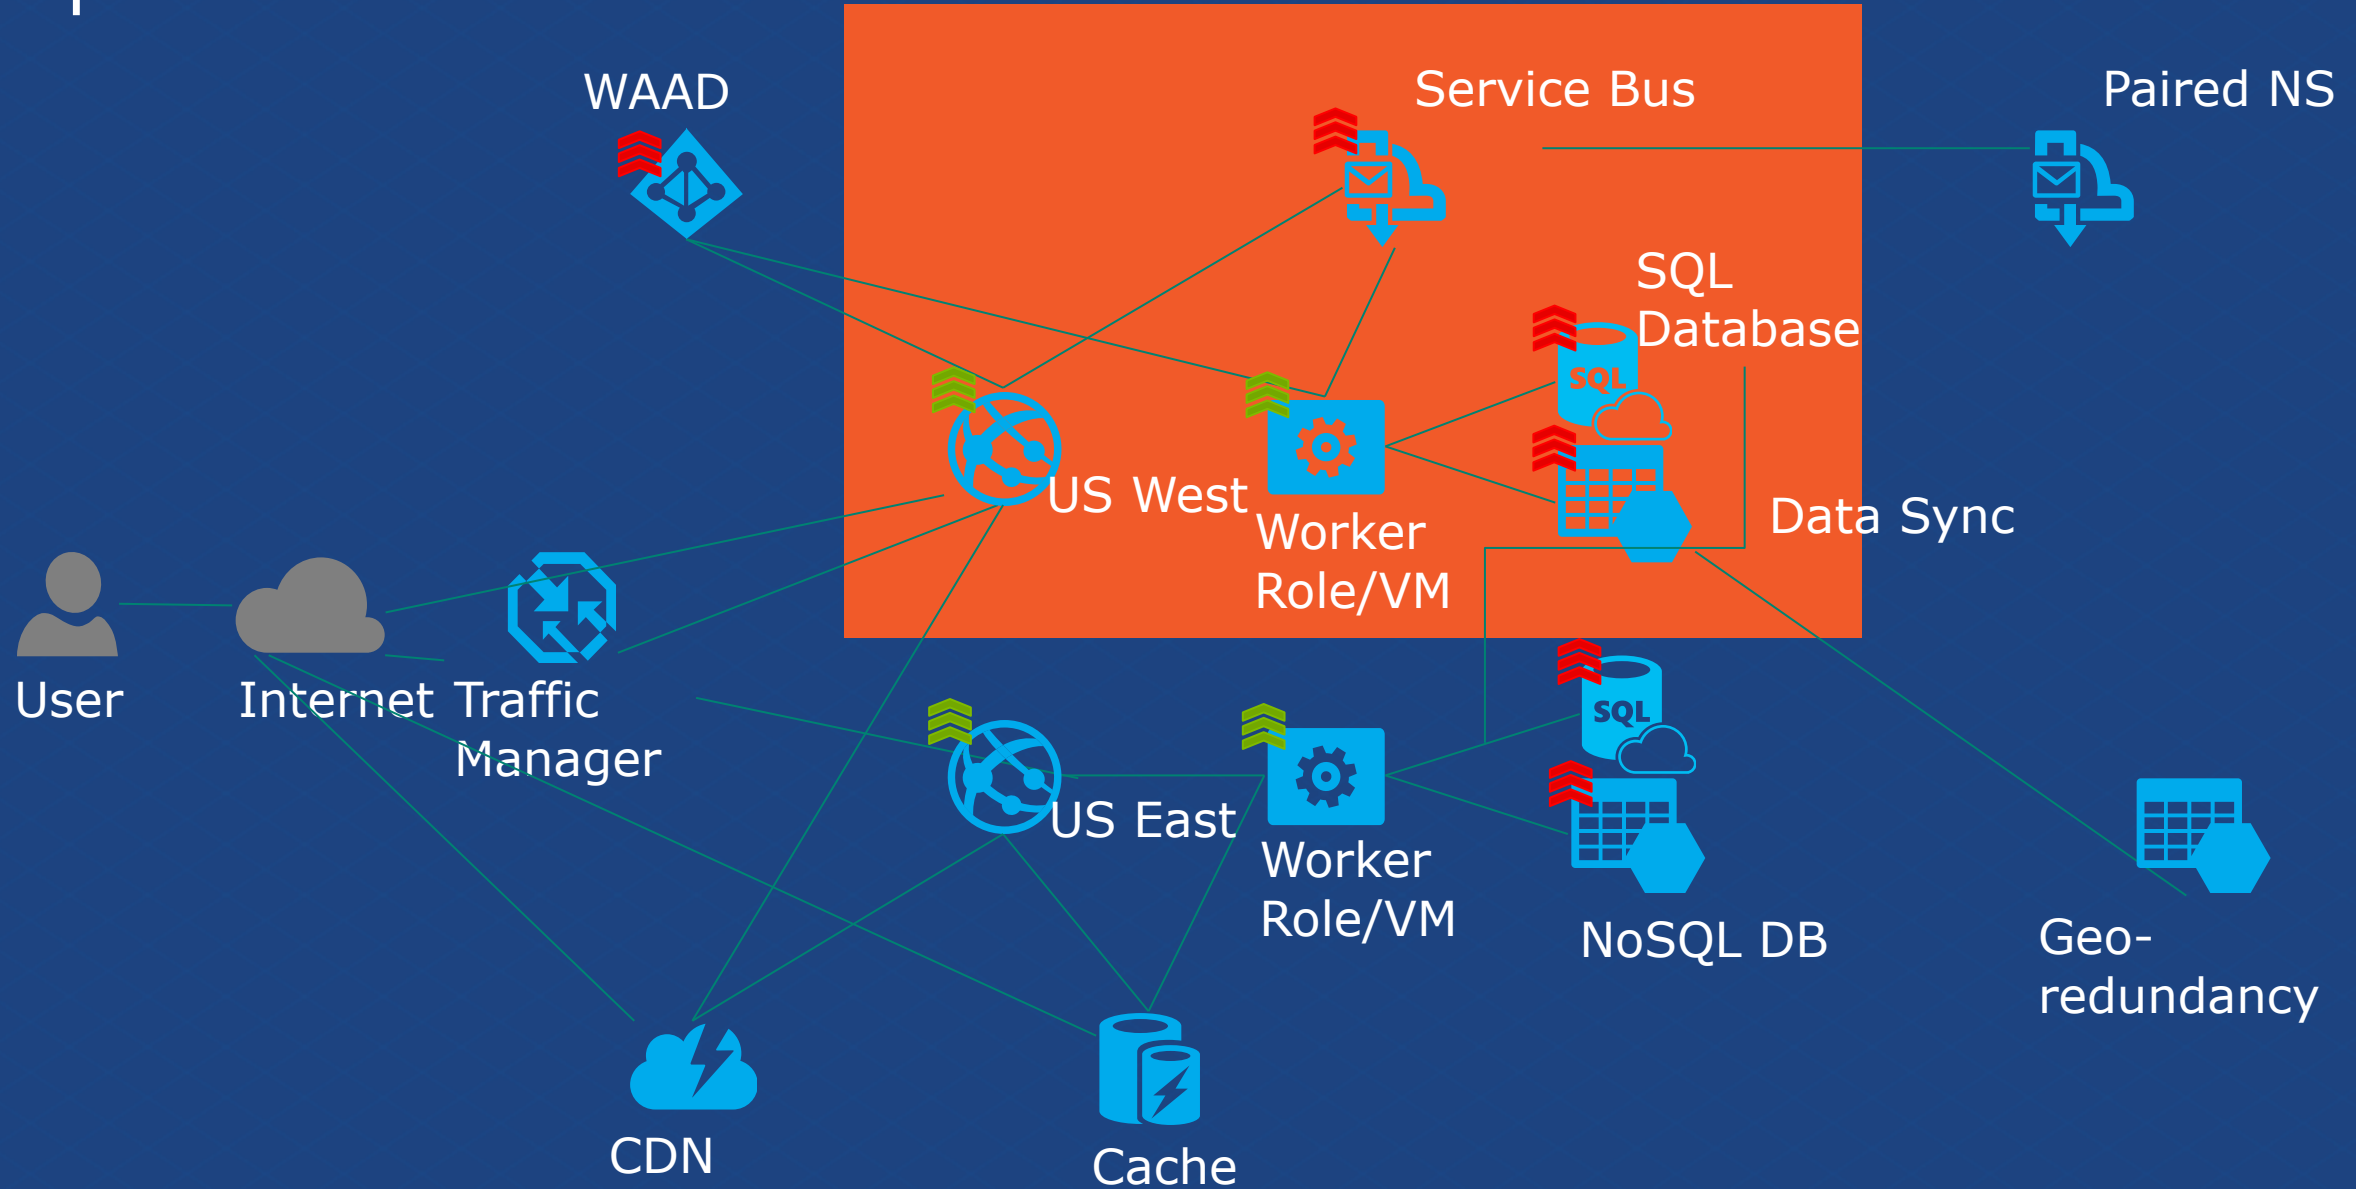 WAAD
Service Bus
Paired NS
SQL
Database
SQL
US West
Worker
Role/VM
Data Sync
User
Internet
Traffic
Manager
SQL
US East
Worker
Role/VM
NoSQL DB
Geo-
redundancy
CDN
Cache